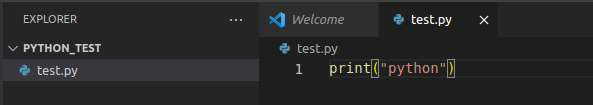 EXPLORER
PYTHON_TEST
test.py
Welcome
test.py
test.py
1 print("python")